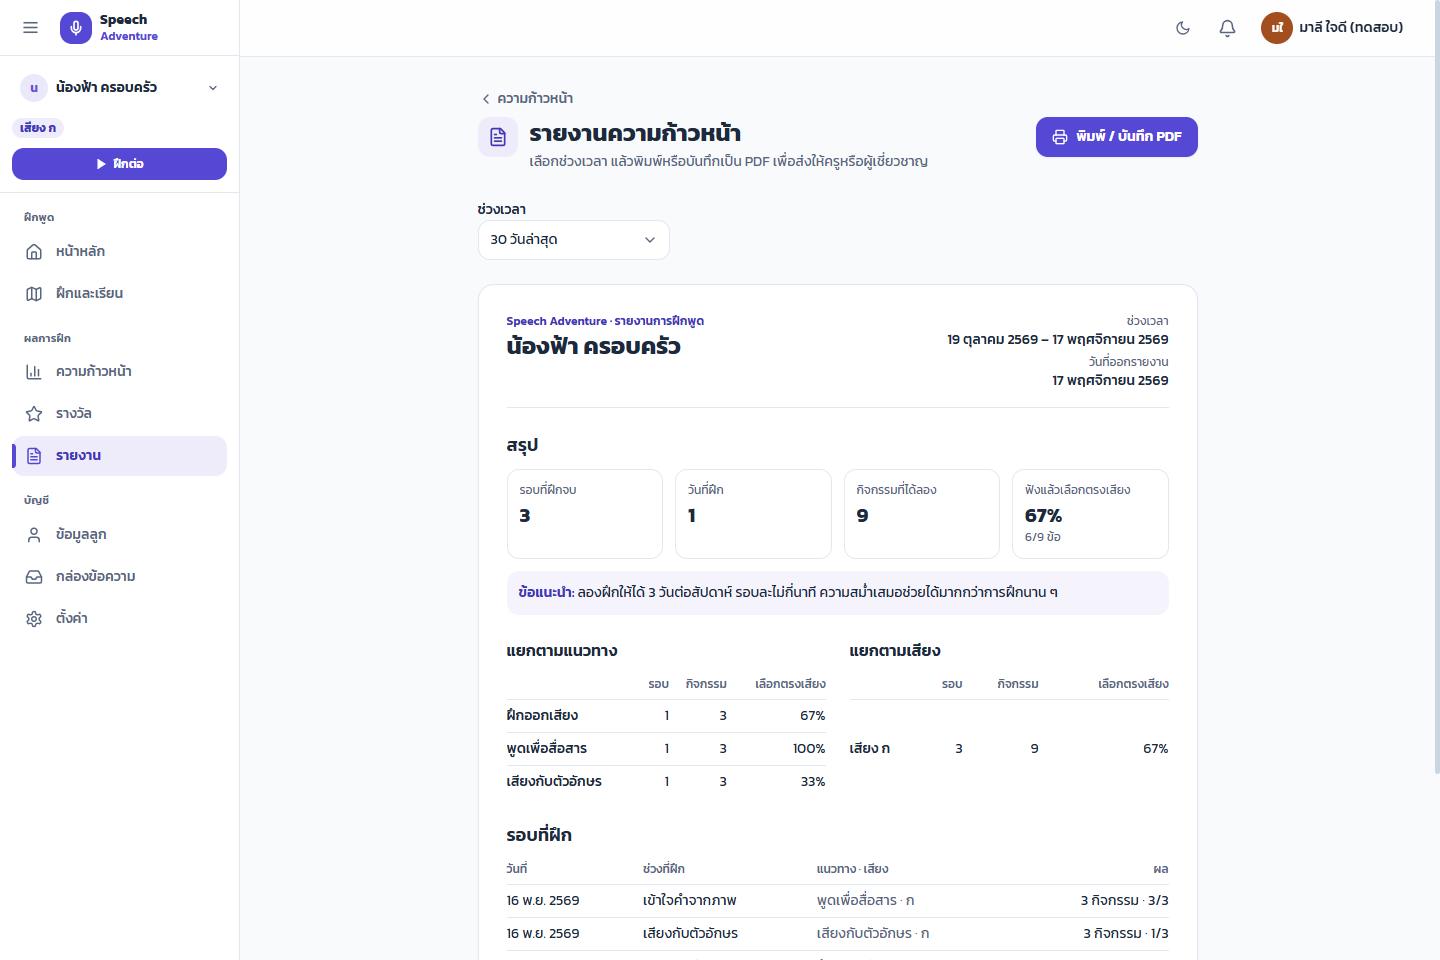 Speech
Adventure
มใ
มาลี ใจดี (ทดสอบ)
น
น้องฟ้า ครอบครัว
เสียง ก
ฝึกต่อ
ฝึกพูด
หน้าหลัก
ฝึกและเรียน
ผลการฝึก
ความก้าวหน้า
รางวัล
รายงาน
บัญชี
ข้อมูลลูก
กล่องข้อความ
ตั้งค่า
ความก้าวหน้า
รายงานความก้าวหน้า
เลือกช่วงเวลา แล้วพิมพ์หรือบันทึกเป็น PDF เพื่อส่งให้ครูหรือผู้เชี่ยวชาญ
พิมพ์ / บันทึก PDF
ช่วงเวลา
30 วันล่าสุด
Speech Adventure · รายงานการฝึกพูด
น้องฟ้า ครอบครัว
ช่วงเวลา
19 ตุลาคม 2569 – 17 พฤศจิกายน 2569
วันที่ออกรายงาน
17 พฤศจิกายน 2569
สรุป
รอบที่ฝึกจบ
3
วันที่ฝึก
1
กิจกรรมที่ได้ลอง
9
ฟังแล้วเลือกตรงเสียง
67%
6/9 ข้อ
ข้อแนะนำ: ลองฝึกให้ได้ 3 วันต่อสัปดาห์ รอบละไม่กี่นาที ความสม่ำเสมอช่วยได้มากกว่าการฝึกนาน ๆ
แยกตามแนวทาง
รอบ กิจกรรม เลือกตรงเสียง
ฝึกออกเสียง 1 3 67%
พูดเพื่อสื่อสาร 1 3 100%
เสียงกับตัวอักษร 1 3 33%
แยกตามเสียง
รอบ กิจกรรม เลือกตรงเสียง
เสียง ก 3 9 67%
รอบที่ฝึก
วันที่ ช่วงที่ฝึก แนวทาง · เสียง ผล
16 พ.ย. 2569 เข้าใจคำจากภาพ พูดเพื่อสื่อสาร · ก 3 กิจกรรม · 3/3
16 พ.ย. 2569 เสียงกับตัวอักษร เสียงกับตัวอักษร · ก 3 กิจกรรม · 1/3